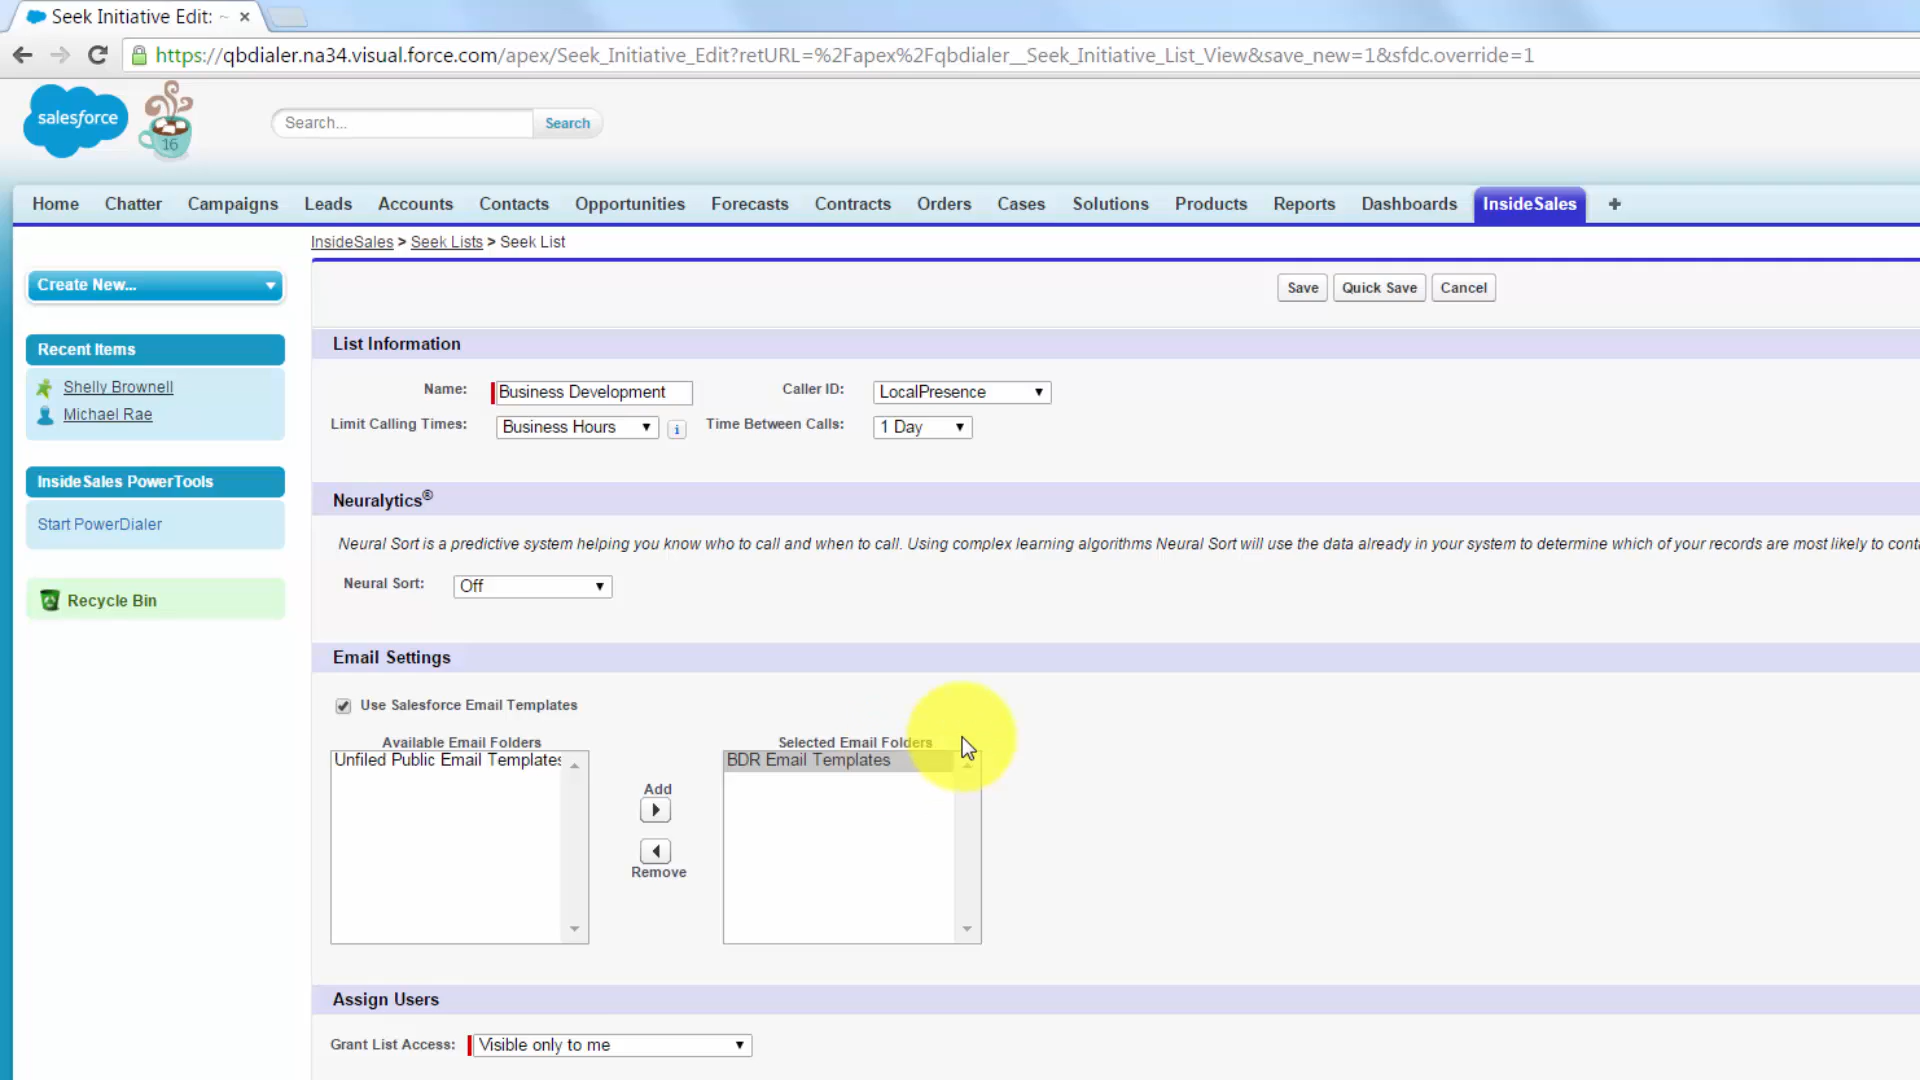 Seek Initiative Edit: ~
https://qbdialer.na34.visual.force.com/apex/Seek_Initiative_Edit?retURL=%2Fapex%2Fqbdialer__Seek_Initiative_List_View&save_new=1&sfdc.override=1
salesforce
16
Search...
Search
Home Chatter Campaigns Leads Accounts Contacts Opportunities Forecasts Contracts Orders Cases Solutions Products Reports Dashboards InsideSales +
InsideSales > Seek Lists > Seek List
Create New...
Save Quick Save Cancel
Recent Items
Shelly Brownell
Michael Rae
InsideSales PowerTools
Start PowerDialer
Recycle Bin
List Information
Name: Business Development Caller ID: LocalPresence
Limit Calling Times: Business Hours i Time Between Calls: 1 Day
Neuralytics®
Neural Sort is a predictive system helping you know who to call and when to call. Using complex learning algorithms Neural Sort will use the data already in your system to determine which of your records are most likely to cont
Neural Sort: Off
Email Settings
Use Salesforce Email Templates
Available Email Folders Selected Email Folders
Unfiled Public Email Templates BDR Email Templates
Add
Remove
Assign Users
Grant List Access: Visible only to me